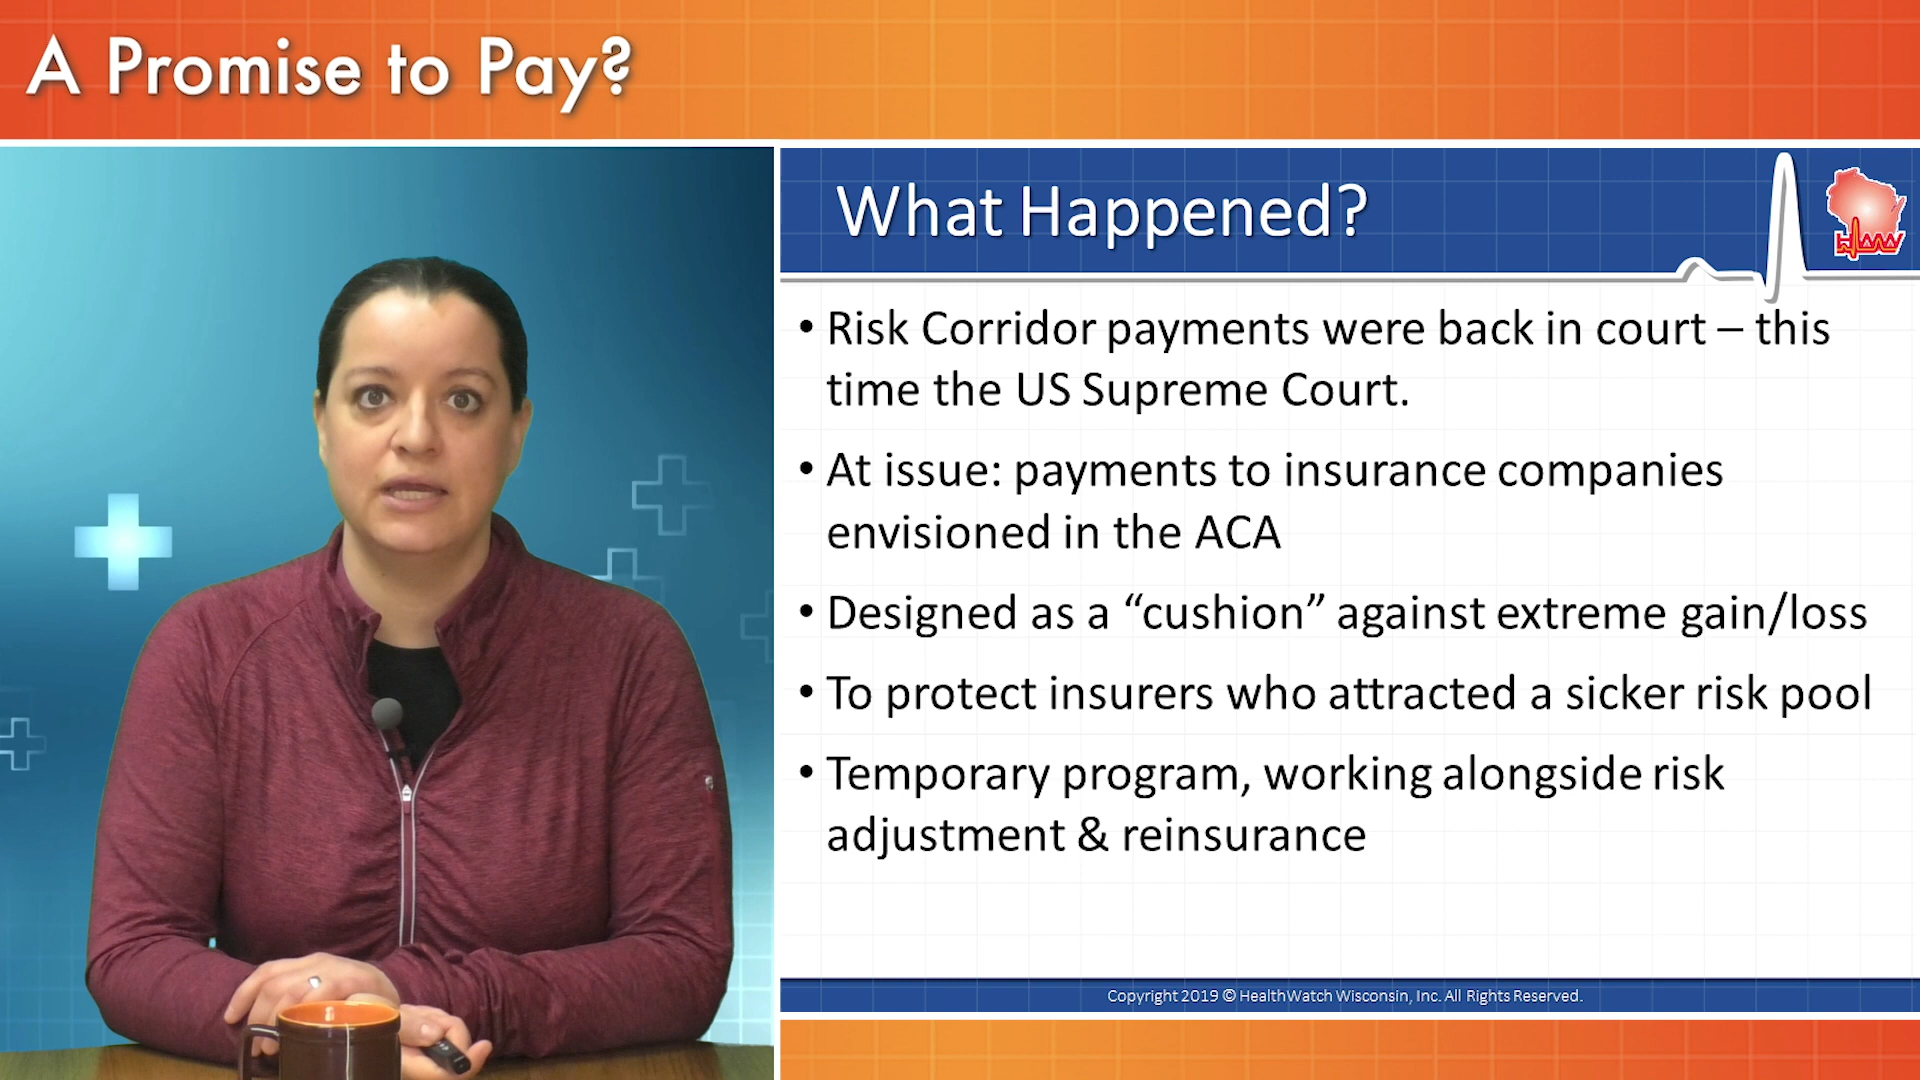 A Promise to Pay?
What Happened?
HWW
• Risk Corridor payments were back in court – this
time the US Supreme Court.
• At issue: payments to insurance companies
envisioned in the ACA
• Designed as a “cushion” against extreme gain/loss
• To protect insurers who attracted a sicker risk pool
• Temporary program, working alongside risk
adjustment & reinsurance
Copyright 2019 © HealthWatch Wisconsin, Inc. All Rights Reserved.